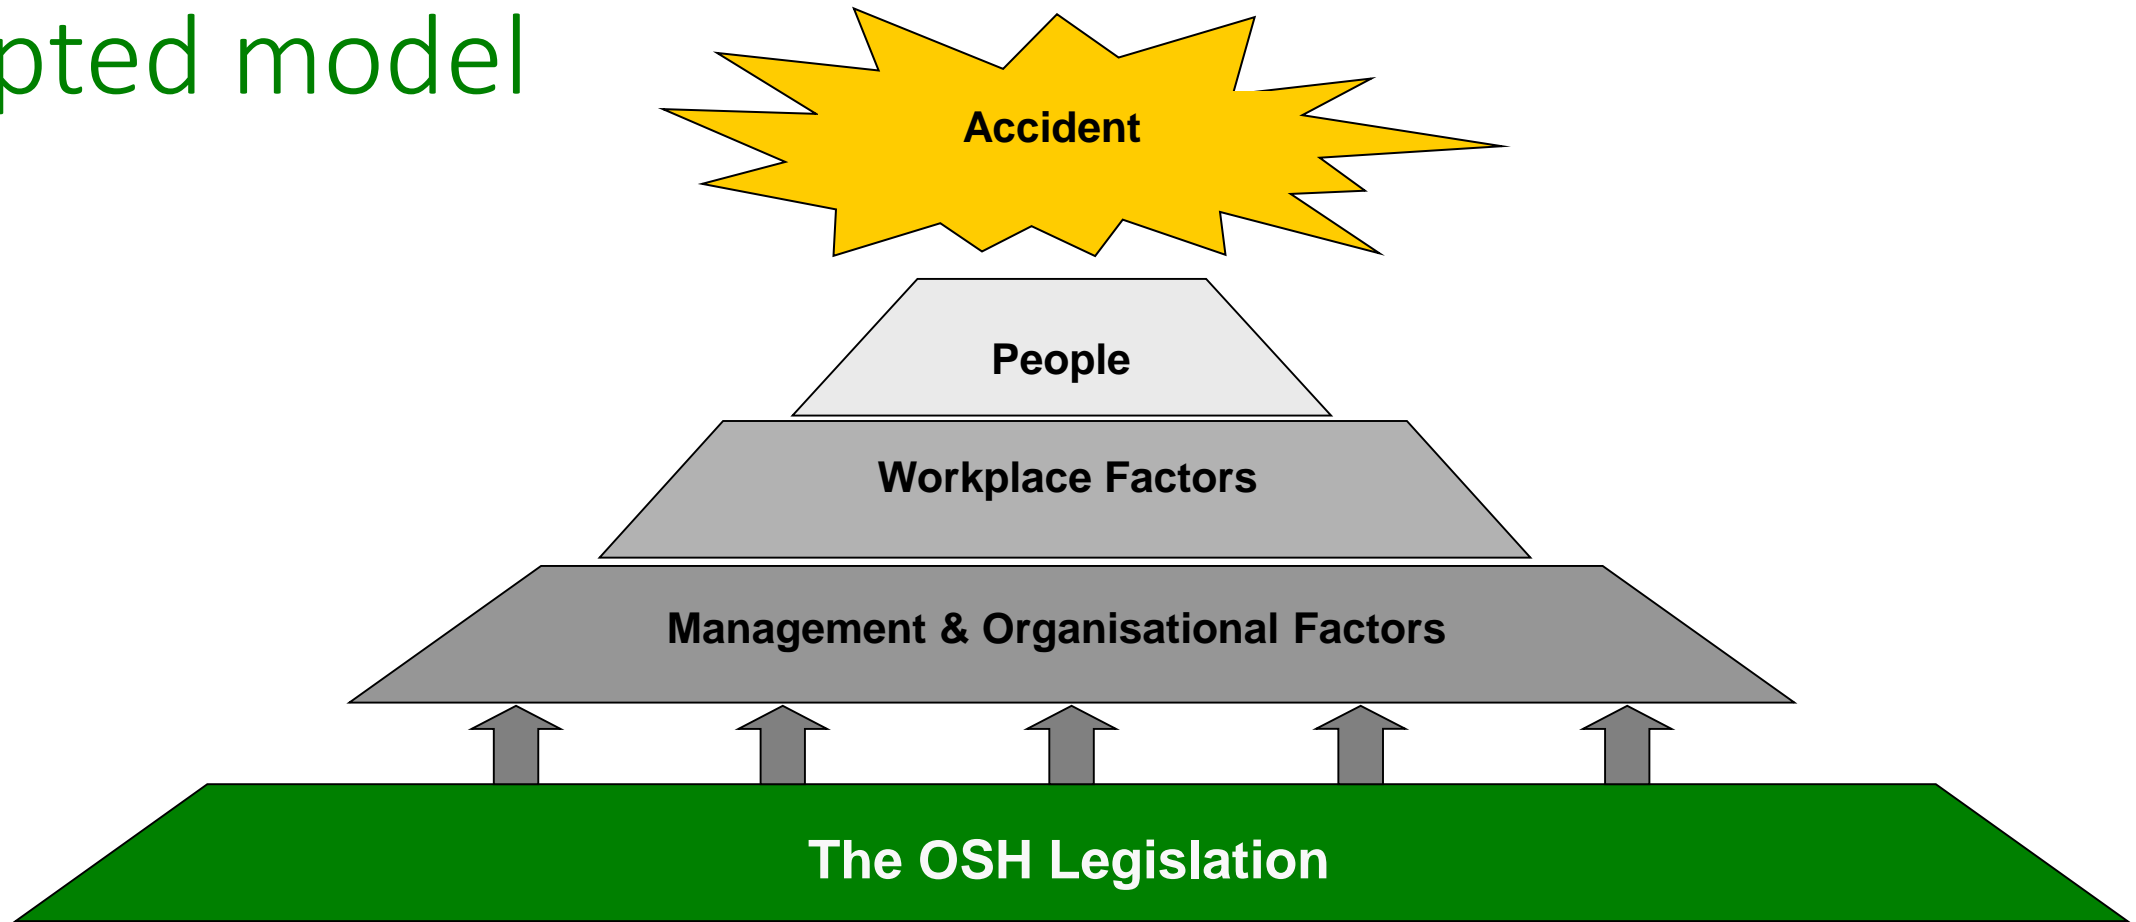 pted model
Accident
People
Workplace Factors
Management & Organisational Factors
The OSH Legislation